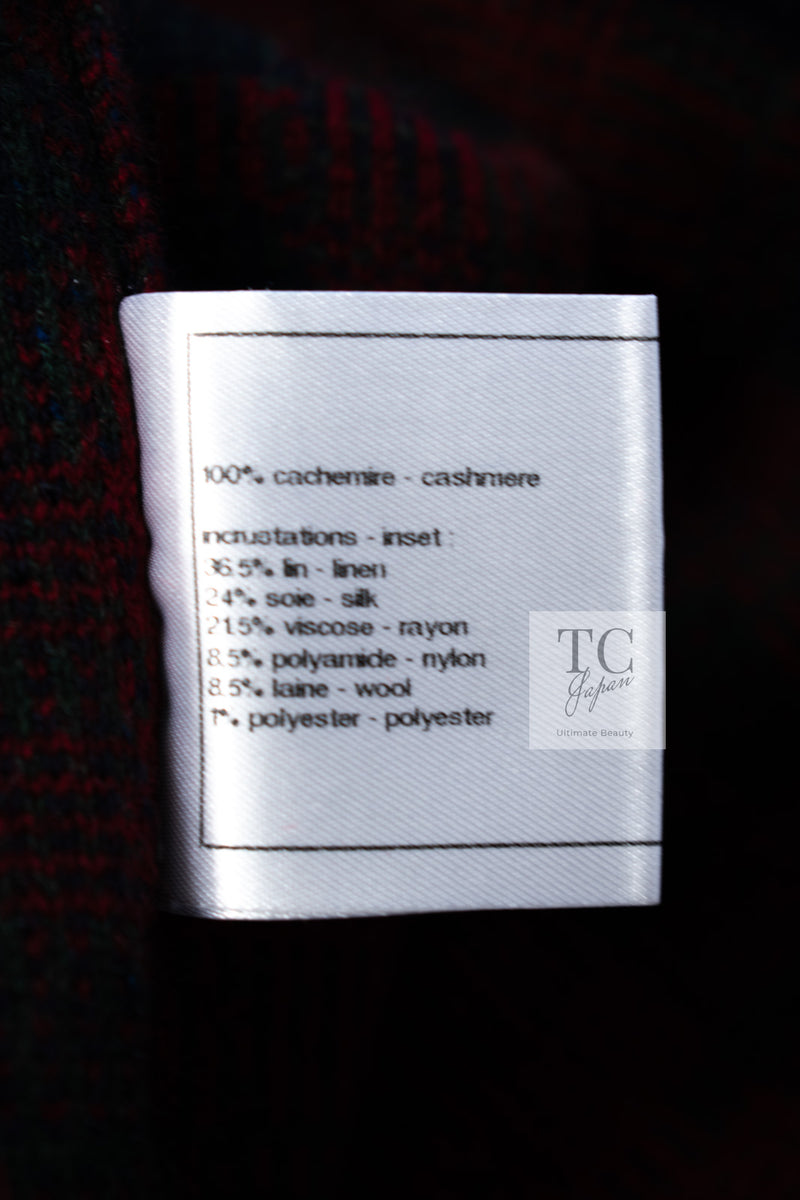 100% cachemire - cashmere
incrustations - inset :
36.5% lin - linen
24% soie - silk
21.5% viscose - rayon
8.5% polyamide - nylon
8.5% laine - wool
1% polyester - polyester
TC
Japan
Ultimate Beauty